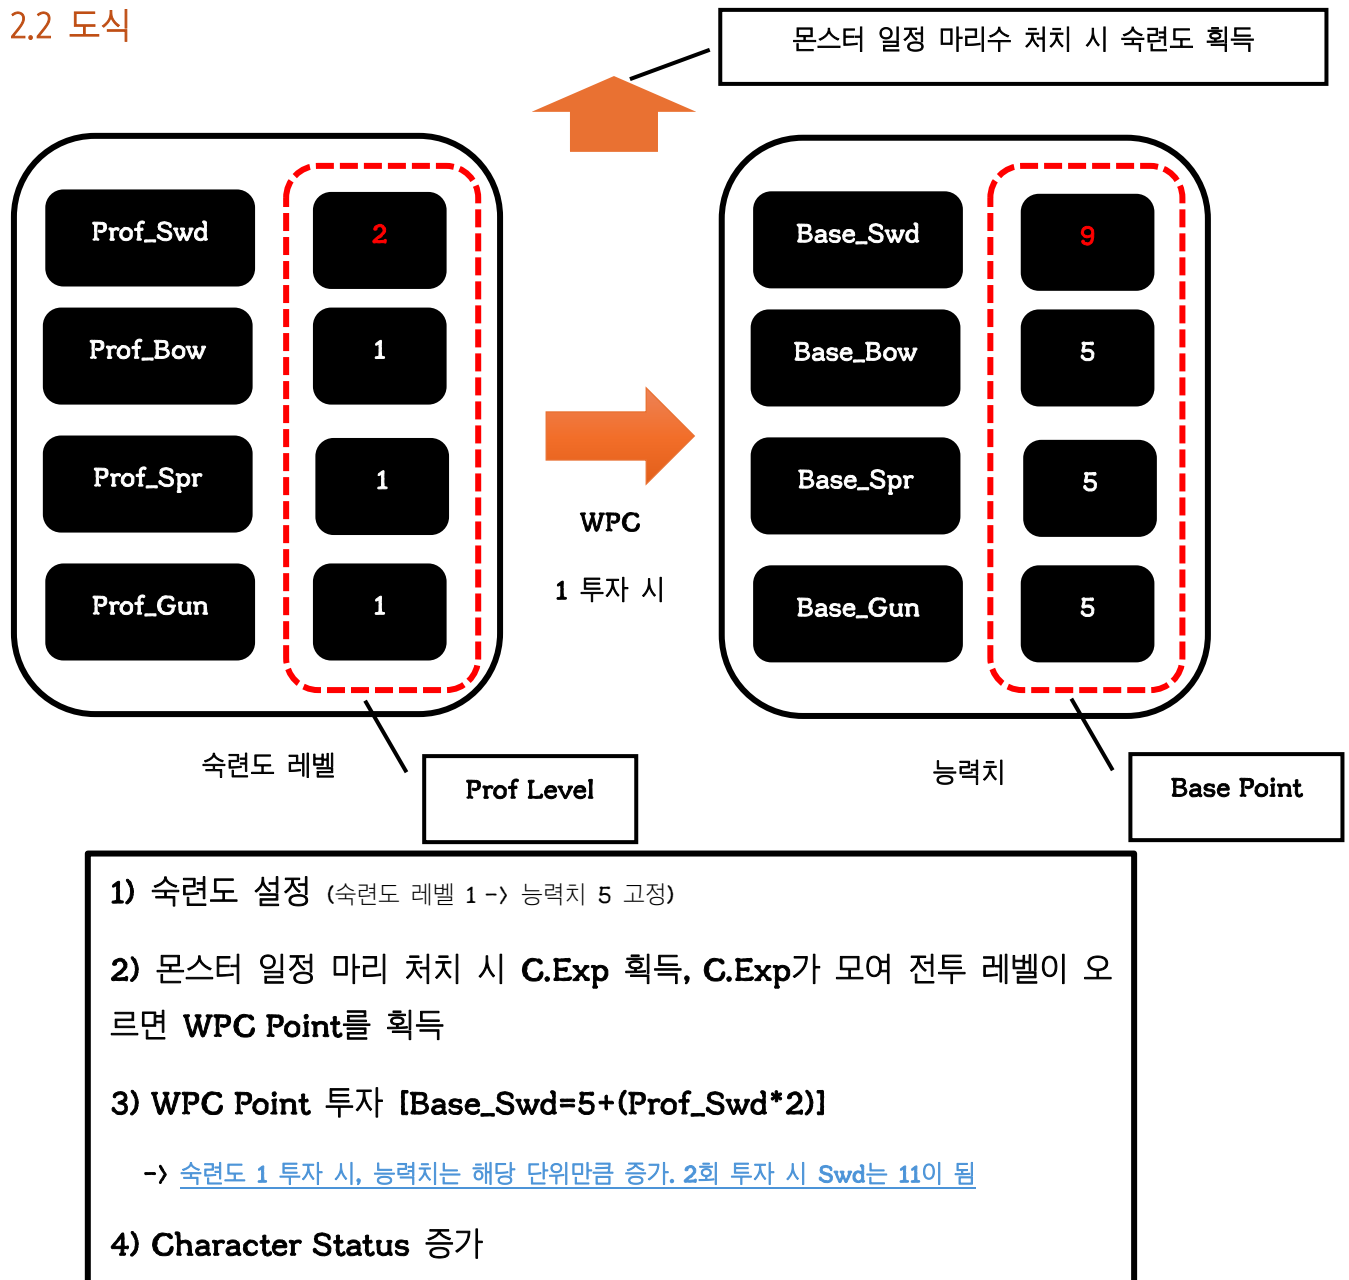 2.2 도식
몬스터 일정 마리수 처치 시 숙련도 획득
Prof_Swd
2
Prof_Bow
1
Prof_Spr
1
Prof_Gun
1
WPC
1 투자 시
Base_Swd
9
Base_Bow
5
Base_Spr
5
Base_Gun
5
숙련도 레벨
Prof Level
능력치
Base Point
1) 숙련도 설정 (숙련도 레벨 1 -> 능력치 5 고정)
2) 몬스터 일정 마리 처치 시 C.Exp 획득, C.Exp가 모여 전투 레벨이 오
르면 WPC Point를 획득
3) WPC Point 투자 [Base_Swd=5+(Prof_Swd*2)]
-> 숙련도 1 투자 시, 능력치는 해당 단위만큼 증가. 2회 투자 시 Swd는 11이 됨
4) Character Status 증가